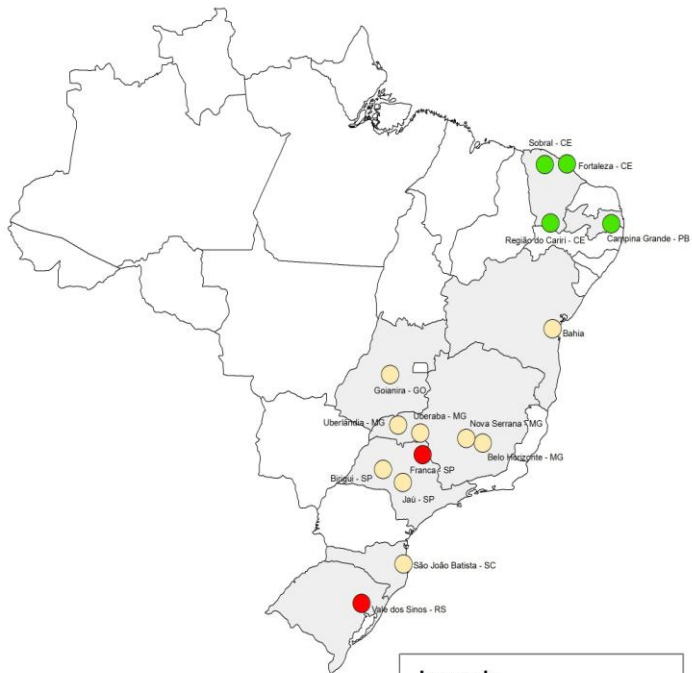 Sobral - CE
Fortaleza - CE
Região do Cariri - CE
Campina Grande - PB
Bahia
Goianira - GO
Uberlândia - MG
Uberaba - MG
Nova Serrana - MG
Belo Horizonte - MG
Franca - SP
Birigui - SP
Jaú - SP
São João Batista - SC
Vale dos Sinos - RS